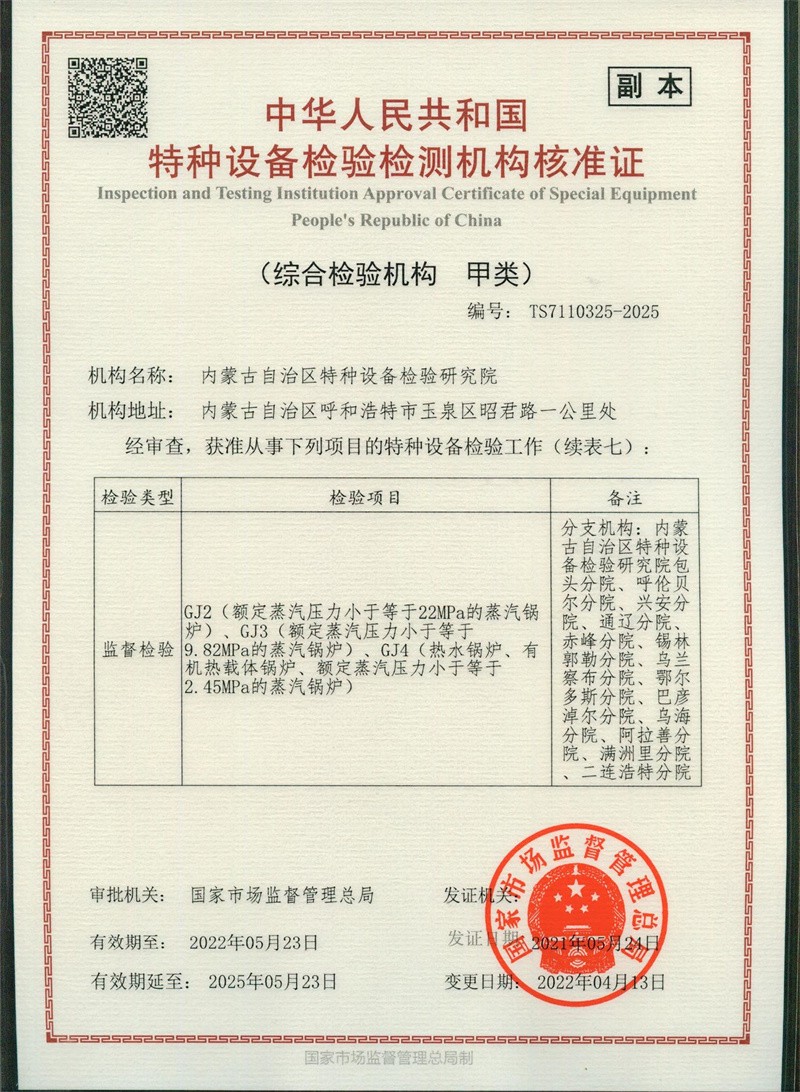 副 本
中华人民共和国
特种设备检验检测机构核准证
Inspection and Testing Institution Approval Certificate of Special Equipment
People's Republic of China
（综合检验机构 甲类）
编号： TS7110325-2025
机构名称： 内蒙古自治区特种设备检验研究院
机构地址： 内蒙古自治区呼和浩特市玉泉区昭君路一公里处
经审查，获准从事下列项目的特种设备检验工作（续表七）：
检验类型 检验项目 备注
监督检验
GJ2（额定蒸汽压力小于等于22MPa的蒸汽锅
炉）、GJ3（额定蒸汽压力小于等于
9.82MPa的蒸汽锅炉）、GJ4（热水锅炉、有
机热载体锅炉、额定蒸汽压力小于等于
2.45MPa的蒸汽锅炉）
分支机构：内蒙
古自治区特种设
备检验研究院包
头分院、呼伦贝
尔分院、兴安分
院、通辽分院、
赤峰分院、锡林
郭勒分院、乌兰
察布分院、鄂尔
多斯分院、巴彦
淖尔分院、乌海
分院、阿拉善分
院、满洲里分院
、二连浩特分院
审批机关： 国家市场监督管理总局
发证机关：
国家市场监督管理总局
有效期至： 2022年05月23日
发证日期 2021年05月24日
有效期延至： 2025年05月23日
变更日期： 2022年04月13日
国家市场监督管理总局制